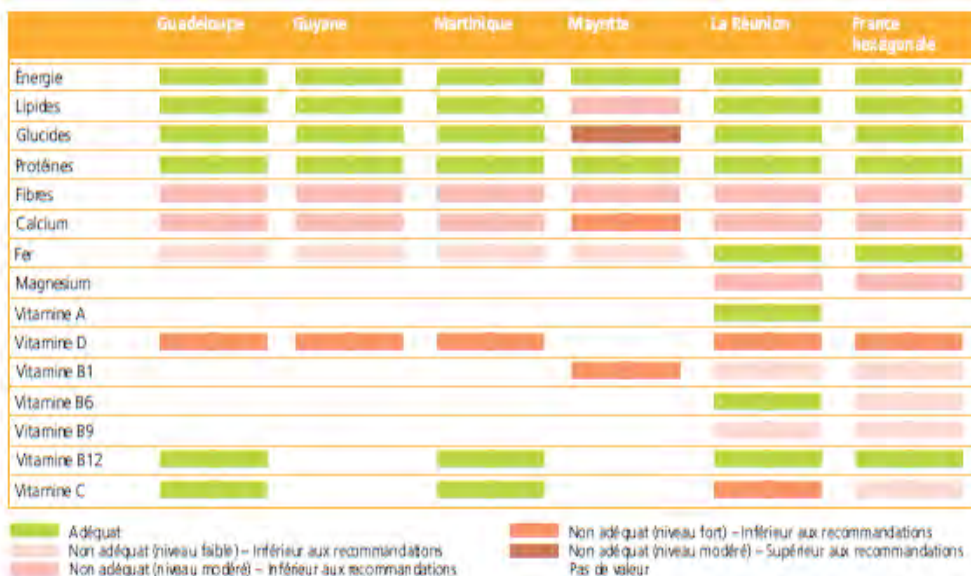 Guadeloupe Guyane Martinique Mayotte La Réunion France hexagonale
Énergie
Lipides
Glucides
Protéines
Fibres
Calcium
Fer
Magnesium
Vitamine A
Vitamine D
Vitamine B1
Vitamine B6
Vitamine B9
Vitamine B12
Vitamine C
Adéquat
Non adéquat (niveau faible) – Inférieur aux recommandations
Non adéquat (niveau modéré) – Inférieur aux recommandations
Non adéquat (niveau fort) – Inférieur aux recommandations
Non adéquat (niveau modéré) – Supérieur aux recommandations
Pas de valeur